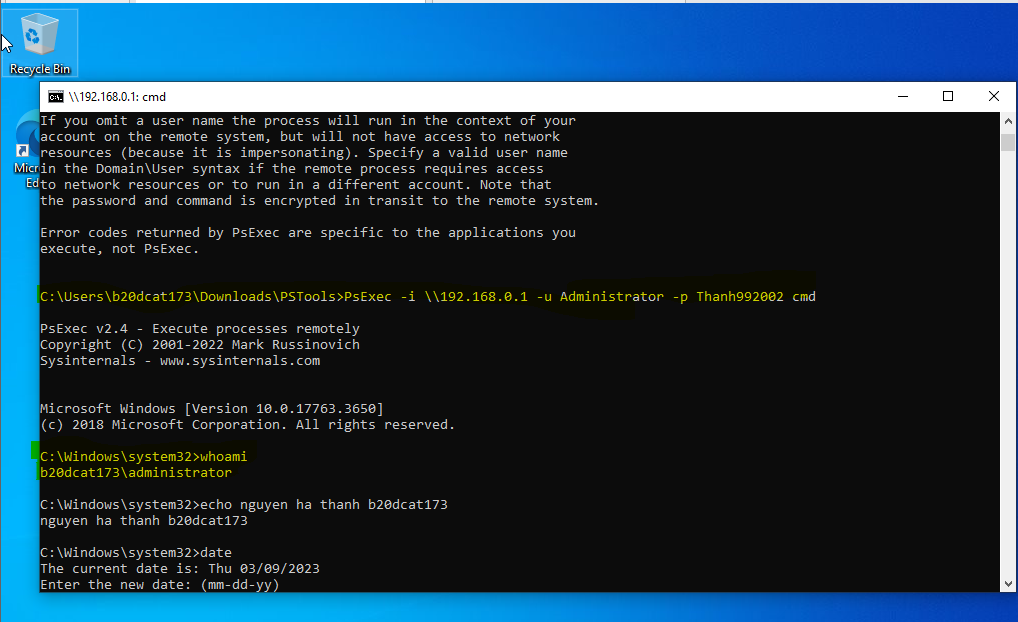 Recycle Bin
\\192.168.0.1: cmd
Micr
Ed
If you omit a user name the process will run in the context of your
account on the remote system, but will not have access to network
resources (because it is impersonating). Specify a valid user name
in the Domain\User syntax if the remote process requires access
to network resources or to run in a different account. Note that
the password and command is encrypted in transit to the remote system.
Error codes returned by PsExec are specific to the applications you
execute, not PsExec.
C:\Users\b20dcat173\Downloads\PSTools>PsExec -i \\192.168.0.1 -u Administrator -p Thanh992002 cmd
PsExec v2.4 - Execute processes remotely
Copyright (C) 2001-2022 Mark Russinovich
Sysinternals - www.sysinternals.com
Microsoft Windows [Version 10.0.17763.3650]
(c) 2018 Microsoft Corporation. All rights reserved.
C:\Windows\system32>whoami
b20dcat173\administrator
C:\Windows\system32>echo nguyen ha thanh b20dcat173
nguyen ha thanh b20dcat173
C:\Windows\system32>date
The current date is: Thu 03/09/2023
Enter the new date: (mm-dd-yy)